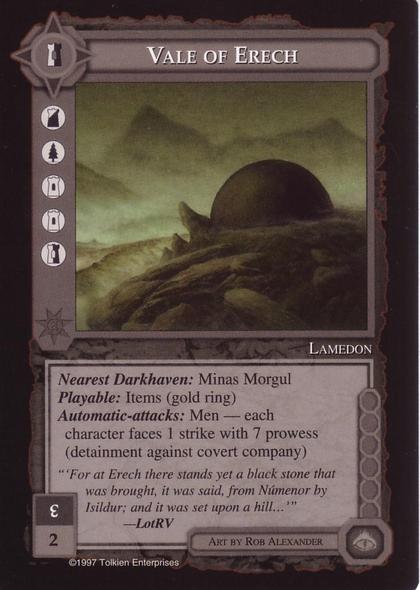 VALE OF ERECH
LAMEDON
Nearest Darkhaven: Minas Morgul
Playable: Items (gold ring)
Automatic-attacks: Men — each
character faces 1 strike with 7 prowess
(detainment against covert company)
“‘For at Erech there stands yet a black stone that
was brought, it was said, from Númenor by
Isildur; and it was set upon a hill…’”
—LotRV
ε
2
ART BY ROB ALEXANDER
©1997 Tolkien Enterprises